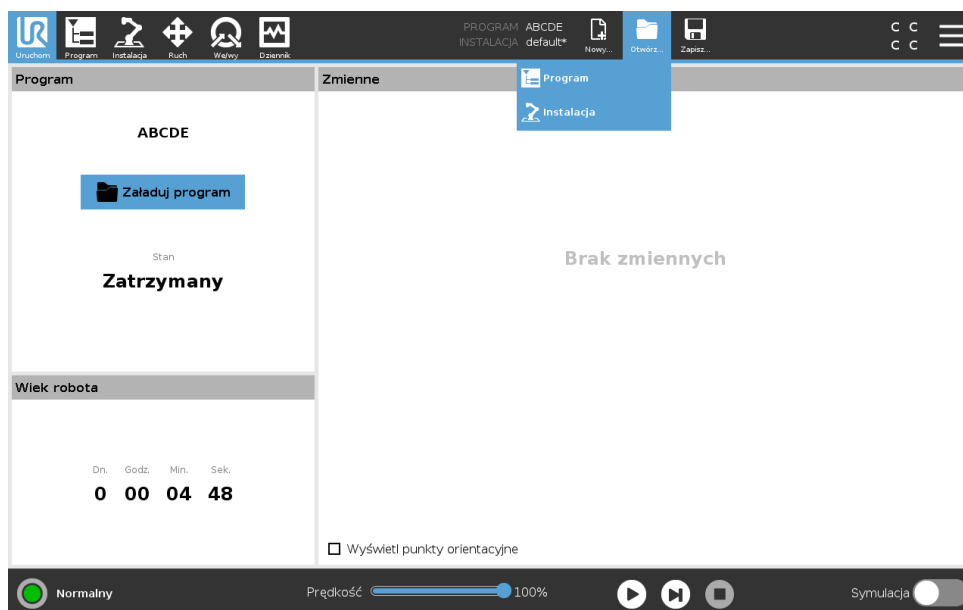 UR
Uruchom Program Instalacja Ruch We/wy Dziennik
PROGRAM ABCDE
INSTALACJA default*
Nowy... Otwórz... Zapisz...
C C
C C
Program
Instalacja
Program
ABCDE
Załaduj program
Stan
Zatrzymany
Zmienne
Brak zmiennych
Wyświetl punkty orientacyjne
Wiek robota
Dn. Godz. Min. Sek.
0 00 04 48
Normalny
Prędkość 100%
Symulacja